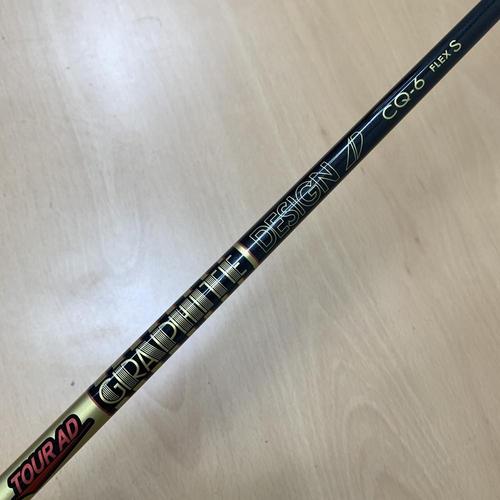 TOUR AD
GRAPHITE DESIGN
CQ-6 FLEX S